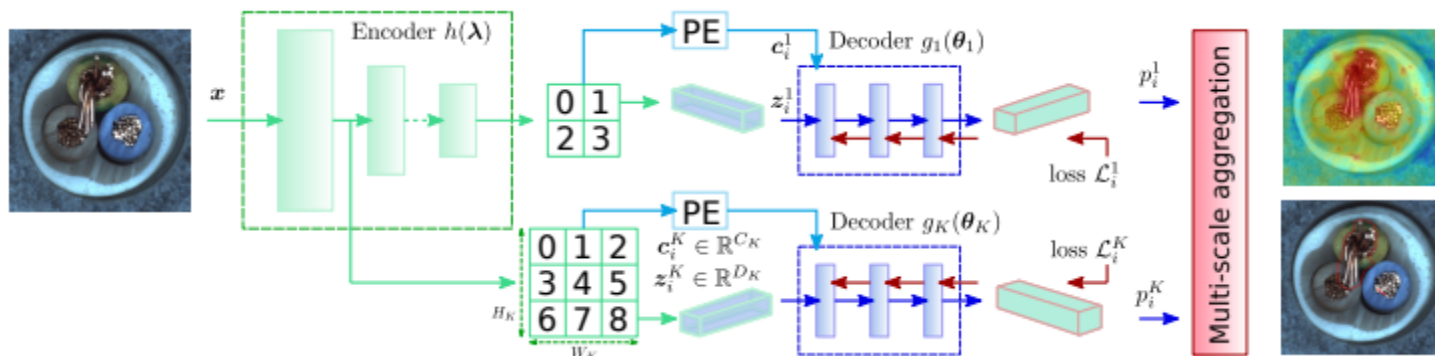 Encoder h(λ)
x
0 1
2 3
PE
c_i^1
z_i^1
Decoder g_1(θ_1)
loss ℒ_i^1
p_i^1
0 1 2
3 4 5
6 7 8
H_K
W_K
PE
c_i^K ∈ ℝ^{C_K}
z_i^K ∈ ℝ^{D_K}
Decoder g_K(θ_K)
loss ℒ_i^K
p_i^K
Multi-scale aggregation